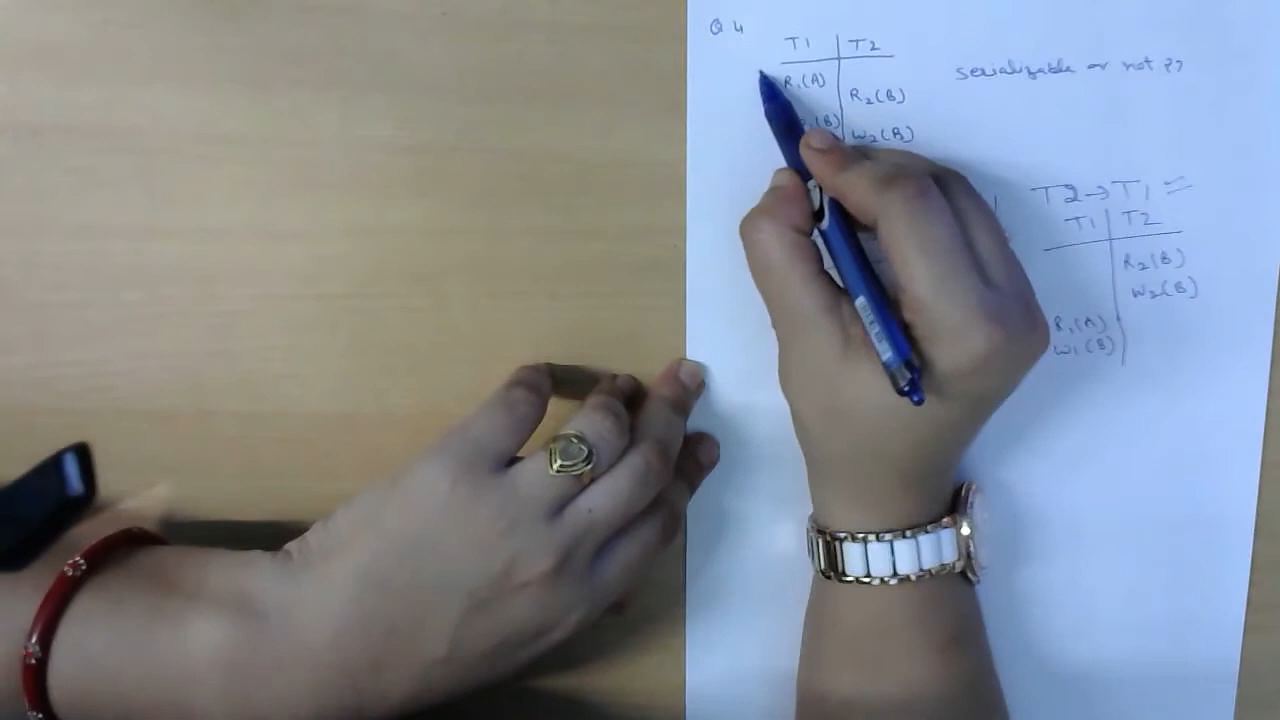 Q 4
T1 T2
serializable or not ??
R1(A)
R2(B)
(B)
W2(B)
T2→T1
T1 T2
R2(B)
W2(B)
R1(A)
W1(B)